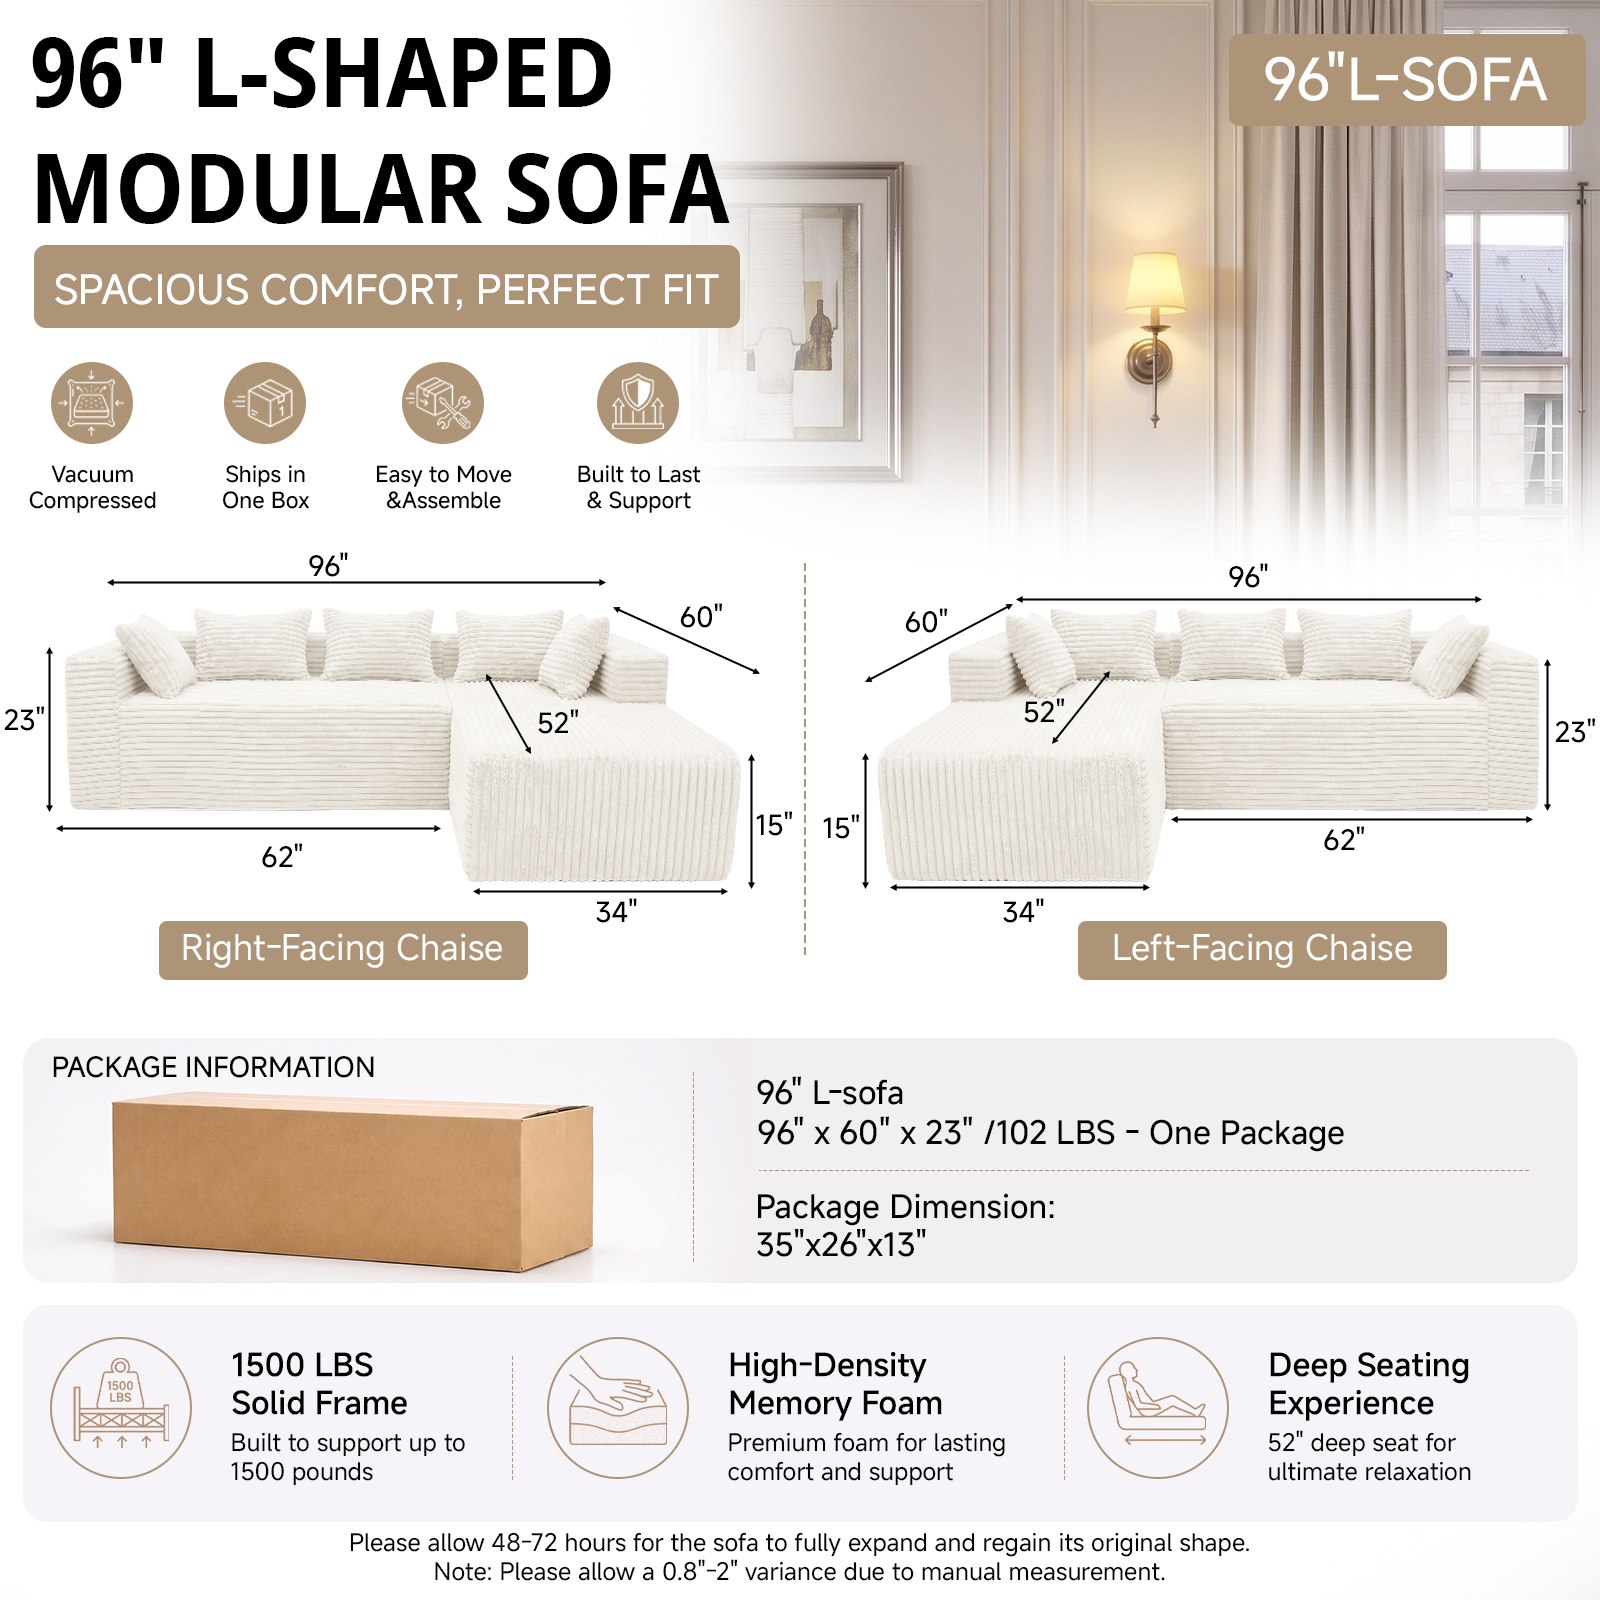 96" L-SHAPED
MODULAR SOFA
96"L-SOFA
SPACIOUS COMFORT, PERFECT FIT
Vacuum
Compressed
Ships in
One Box
Easy to Move
&Assemble
Built to Last
& Support
1
96"
60"
23"
52"
15"
62"
34"
Right-Facing Chaise
96"
60"
52"
23"
15"
62"
34"
Left-Facing Chaise
PACKAGE INFORMATION
96" L-sofa
96" x 60" x 23" /102 LBS - One Package
Package Dimension:
35"x26"x13"
1500
LBS
1500 LBS
Solid Frame
Built to support up to
1500 pounds
High-Density
Memory Foam
Premium foam for lasting
comfort and support
Deep Seating
Experience
52" deep seat for
ultimate relaxation
Please allow 48-72 hours for the sofa to fully expand and regain its original shape.
Note: Please allow a 0.8"-2" variance due to manual measurement.